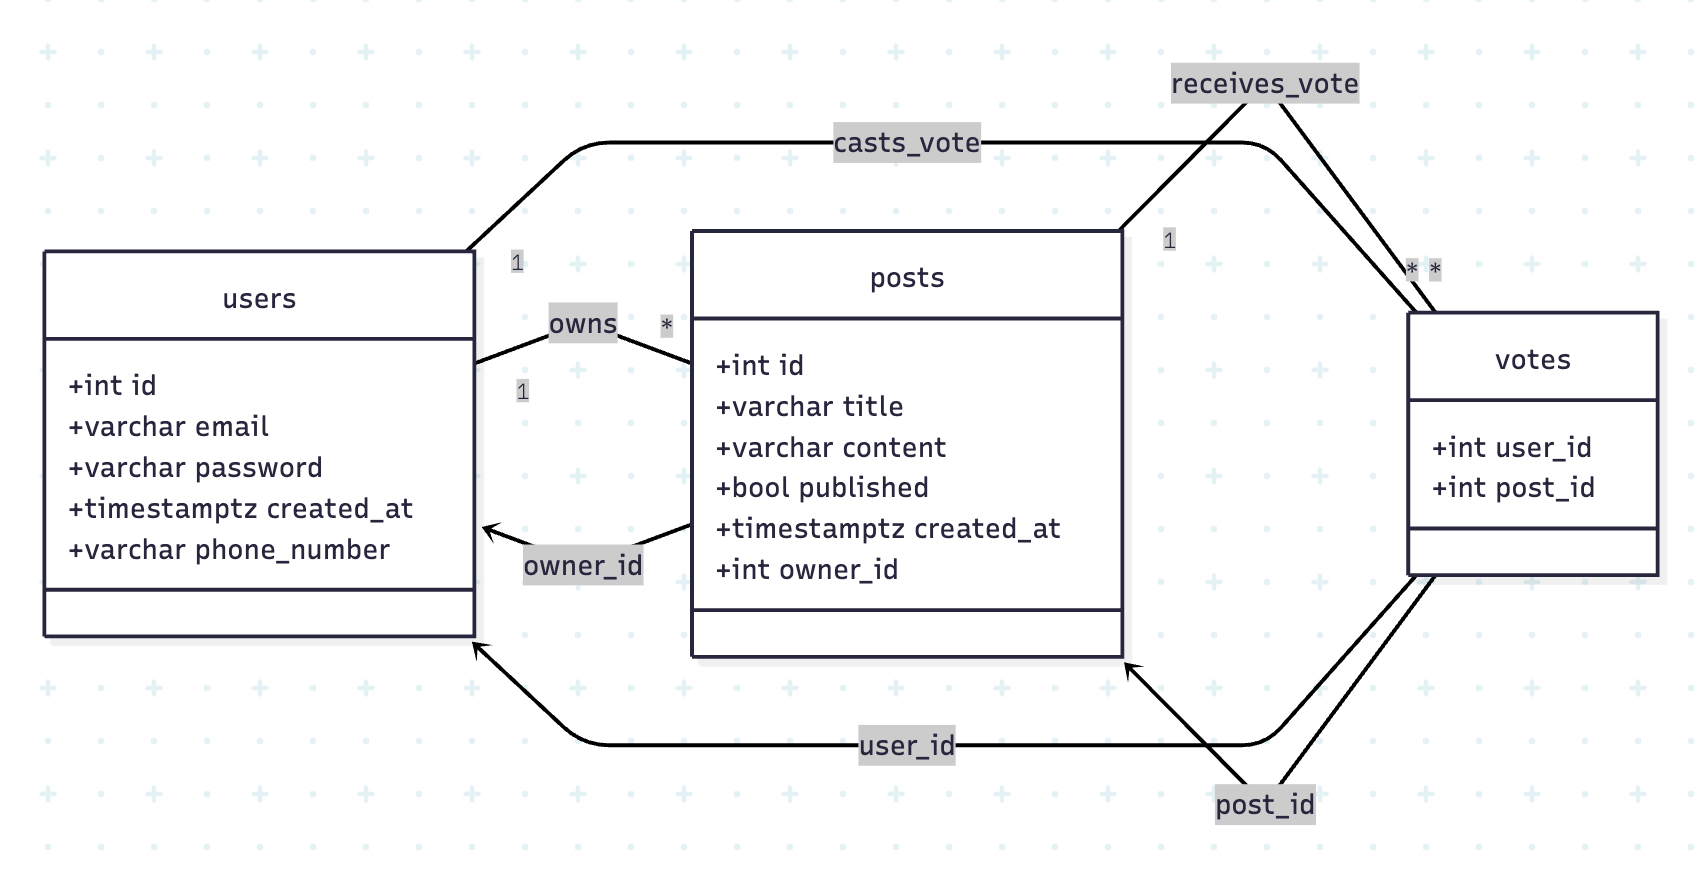 receives_vote
casts_vote
1
users
+int id
+varchar email
+varchar password
+timestamptz created_at
+varchar phone_number
1
owns
*
1
owner_id
posts
+int id
+varchar title
+varchar content
+bool published
+timestamptz created_at
+int owner_id
* *
votes
+int user_id
+int post_id
user_id
post_id